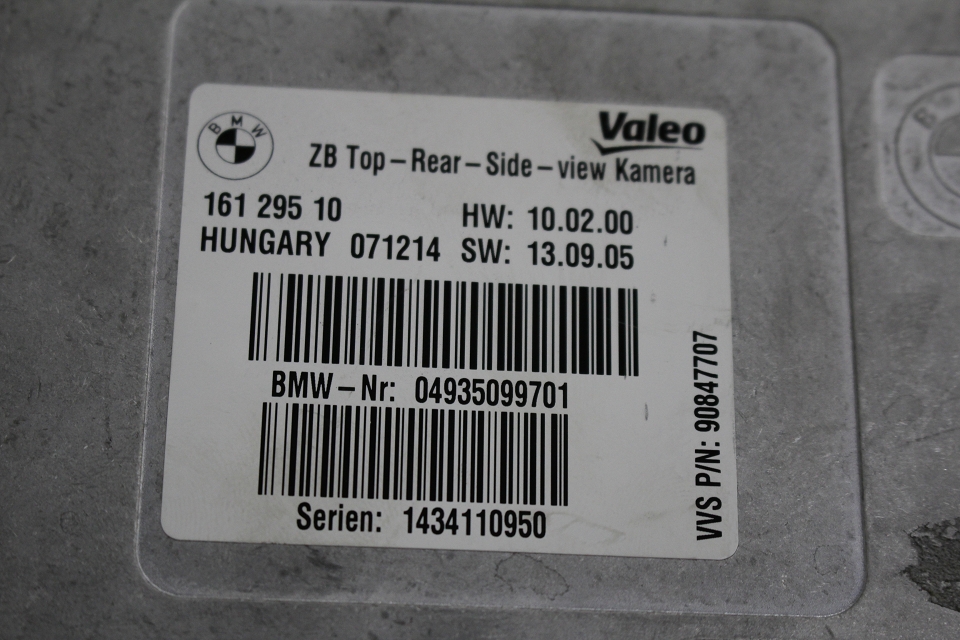 BMW
Valeo
ZB Top-Rear-Side-view Kamera
161 295 10 HW: 10.02.00
HUNGARY 071214 SW: 13.09.05
BMW-Nr: 04935099701
Serien: 1434110950
VVS P/N: 90847707
B